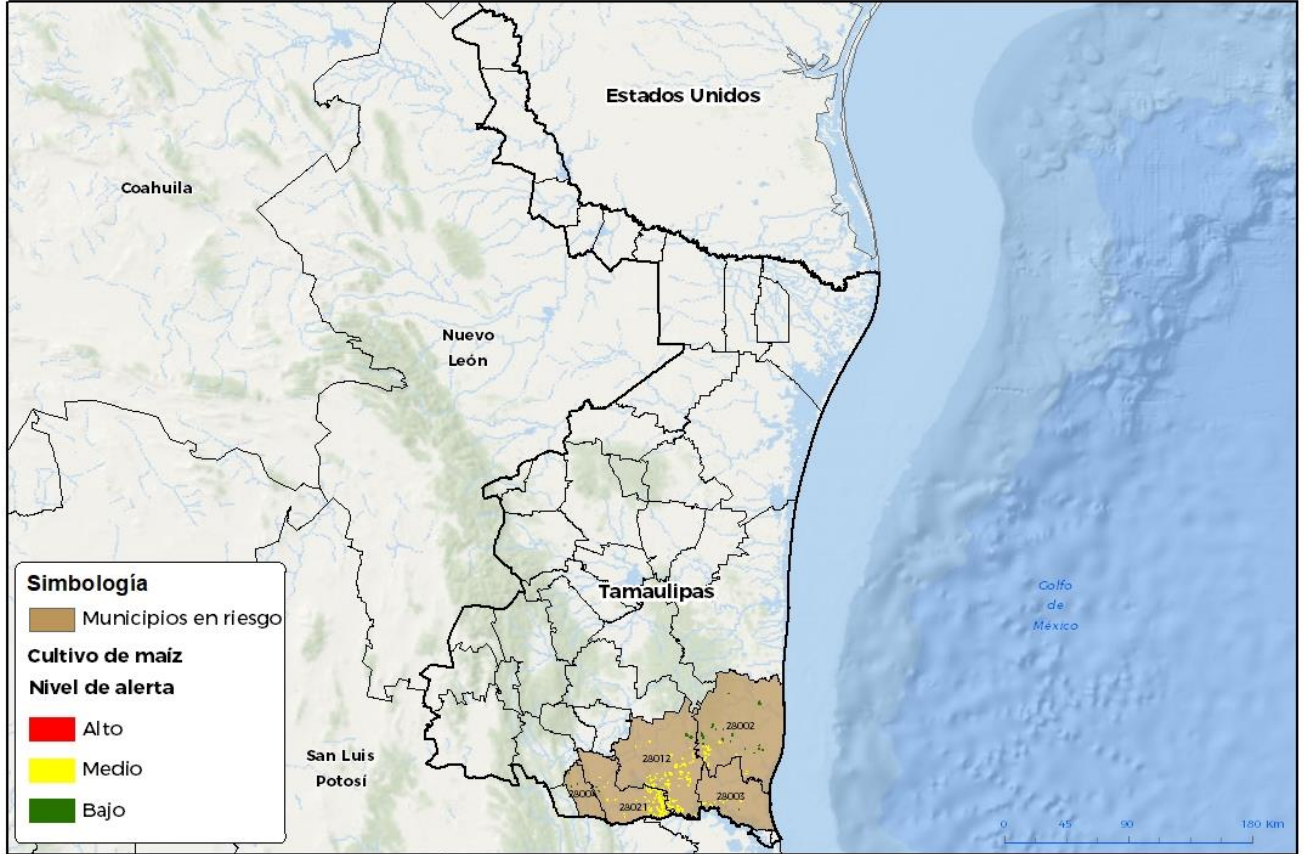 Estados Unidos
Coahuila
Nuevo
León
Tamaulipas
Golfo
de
México
San Luis
Potosí
28002
28012
28003
28021
Simbología
Municipios en riesgo
Cultivo de maíz
Nivel de alerta
Alto
Medio
Bajo
0 45 90 180 Km